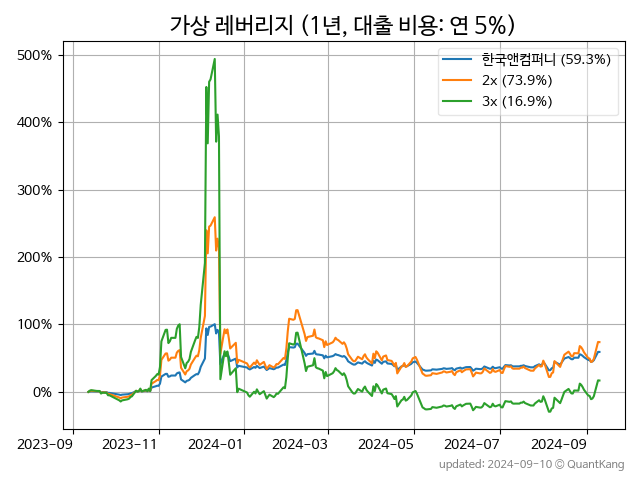 가상 레버리지 (1년, 대출 비용: 연 5%)
500%
400%
300%
200%
100%
0%
한국앤컴퍼니 (59.3%)
2x (73.9%)
3x (16.9%)
2023-09
2023-11
2024-01
2024-03
2024-05
2024-07
2024-09
updated: 2024-09-10 © QuantKang